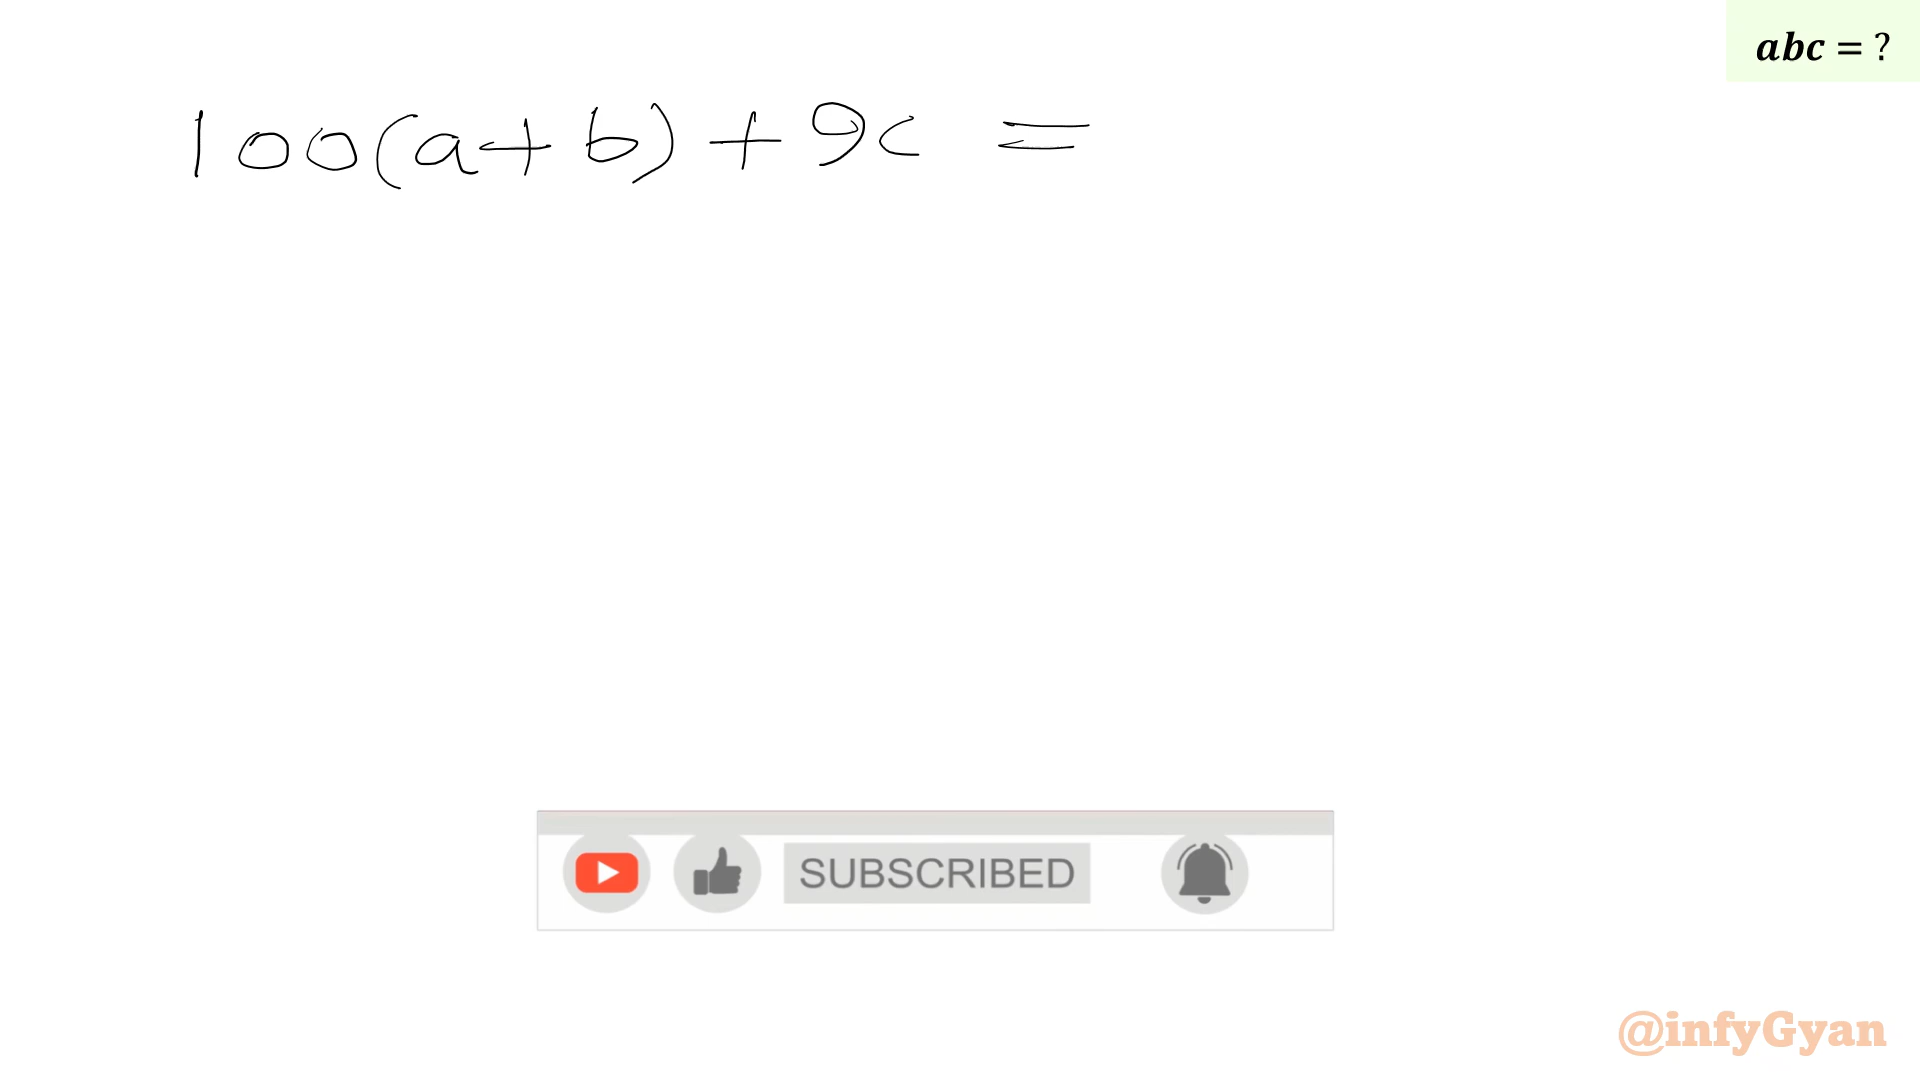 abc = ?
100(a+b) + 9c =
SUBSCRIBED
@infyGyan